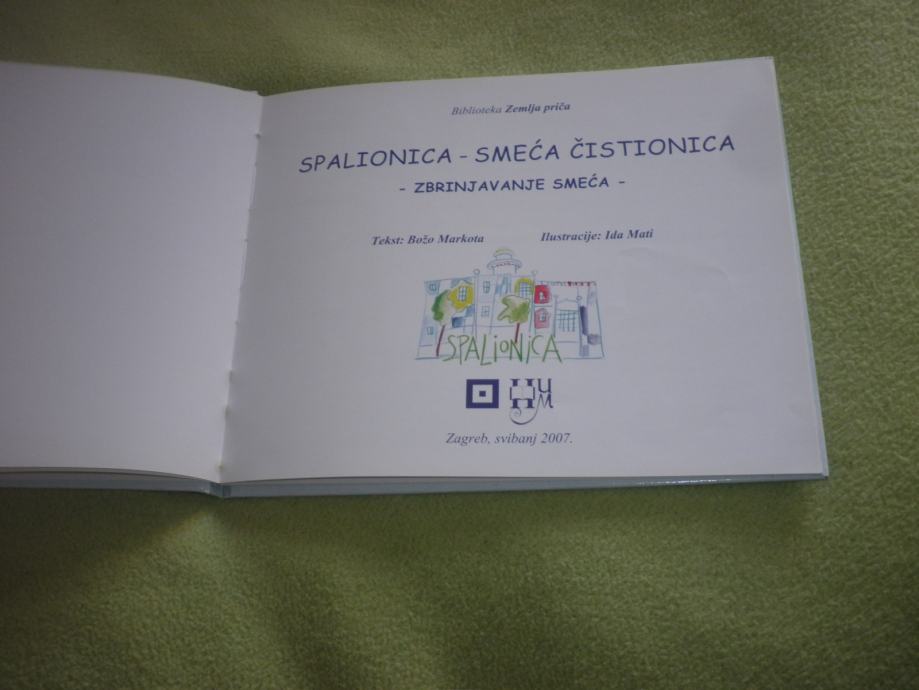 Biblioteka Zemlja priča
SPALIONICA - SMEĆA ČISTIONICA
- ZBRINJAVANJE SMEĆA -
Tekst: Božo Markota Ilustracije: Ida Mati
SPALIONICA
Zagreb, svibanj 2007.